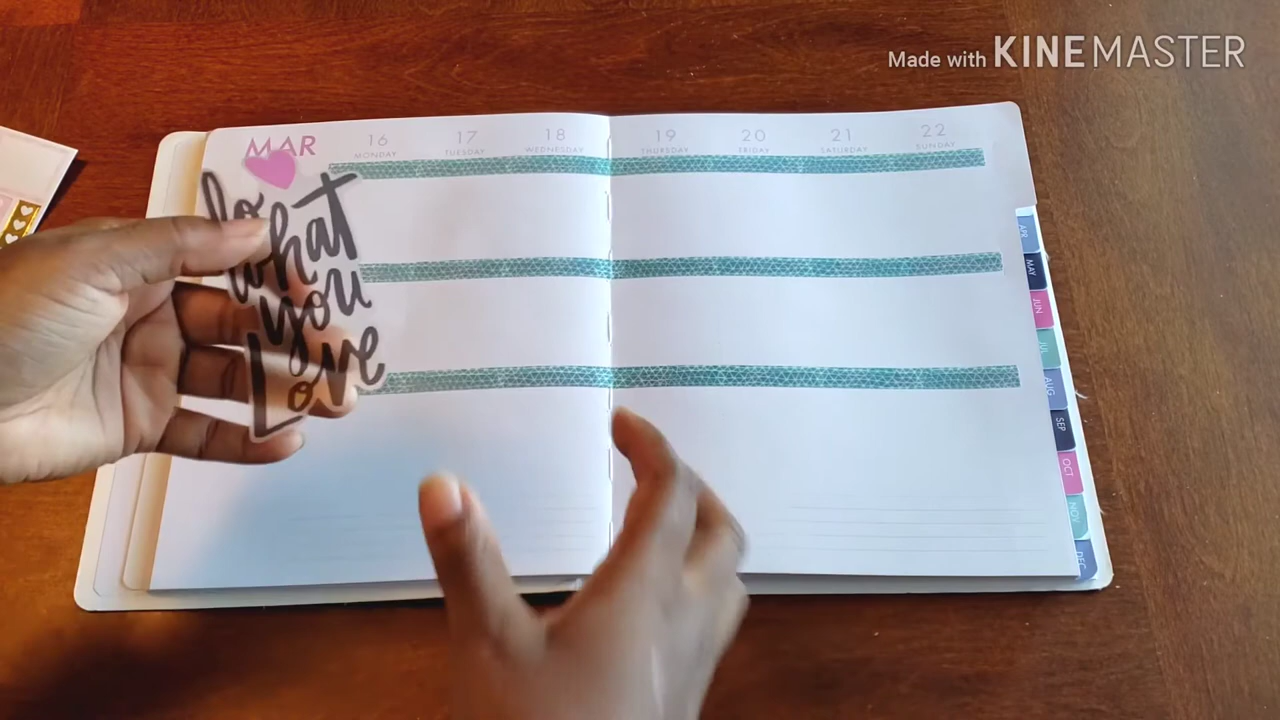 Made with KINEMASTER
MAR
16 17 18 19 20 21 22
MONDAY TUESDAY WEDNESDAY THURSDAY FRIDAY SATURDAY SUNDAY
do
what
you
Love
APR
MAY
JUN
JUL
AUG
SEP
OCT
NOV
DEC